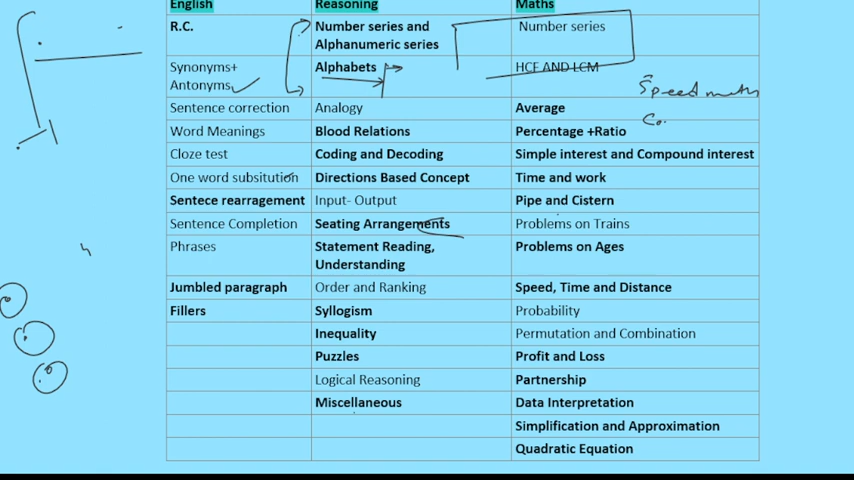 English Reasoning Maths
R.C. Number series and Number series
Alphanumeric series
Synonyms+ Alphabets HCF AND LCM
Antonyms
Speed math
Sentence correction Analogy Average
Co.
Word Meanings Blood Relations Percentage +Ratio
Cloze test Coding and Decoding Simple interest and Compound interest
One word subsitution Directions Based Concept Time and work
Sentece rearragement Input- Output Pipe and Cistern
Sentence Completion Seating Arrangements Problems on Trains
Phrases Statement Reading, Problems on Ages
Understanding
Jumbled paragraph Order and Ranking Speed, Time and Distance
Fillers Syllogism Probability
Inequality Permutation and Combination
Puzzles Profit and Loss
Logical Reasoning Partnership
Miscellaneous Data Interpretation
Simplification and Approximation
Quadratic Equation